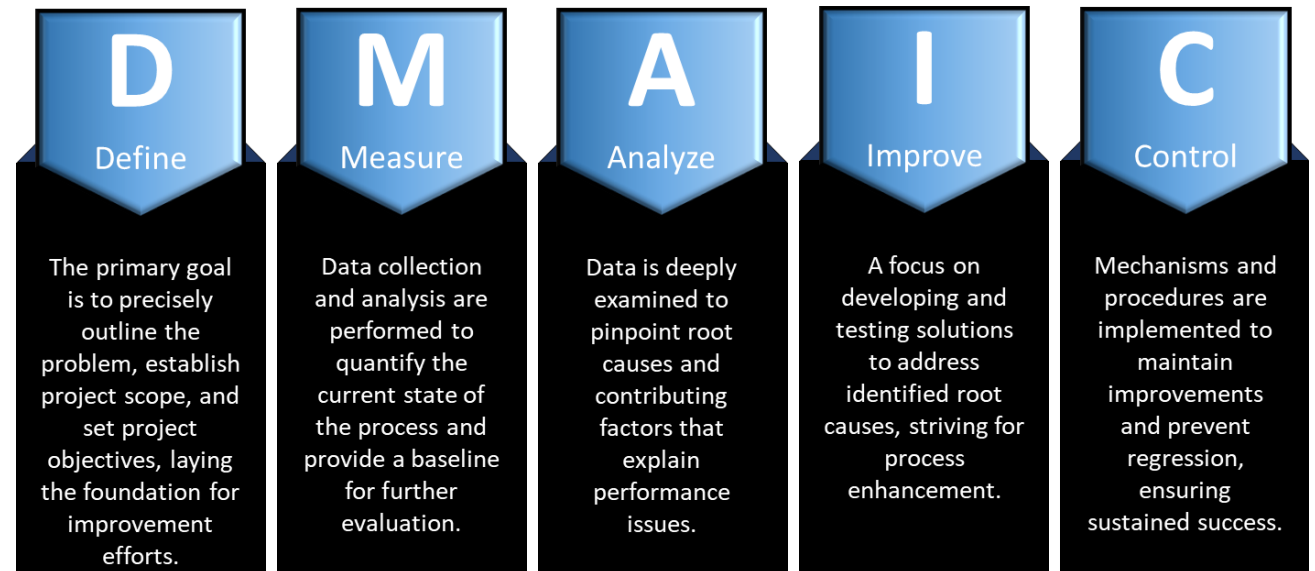 D
Define
The primary goal
is to precisely
outline the
problem, establish
project scope, and
set project
objectives, laying
the foundation for
improvement
efforts.
M
Measure
Data collection
and analysis are
performed to
quantify the
current state of
the process and
provide a baseline
for further
evaluation.
A
Analyze
Data is deeply
examined to
pinpoint root
causes and
contributing
factors that
explain
performance
issues.
I
Improve
A focus on
developing and
testing solutions
to address
identified root
causes, striving for
process
enhancement.
C
Control
Mechanisms and
procedures are
implemented to
maintain
improvements
and prevent
regression,
ensuring
sustained success.